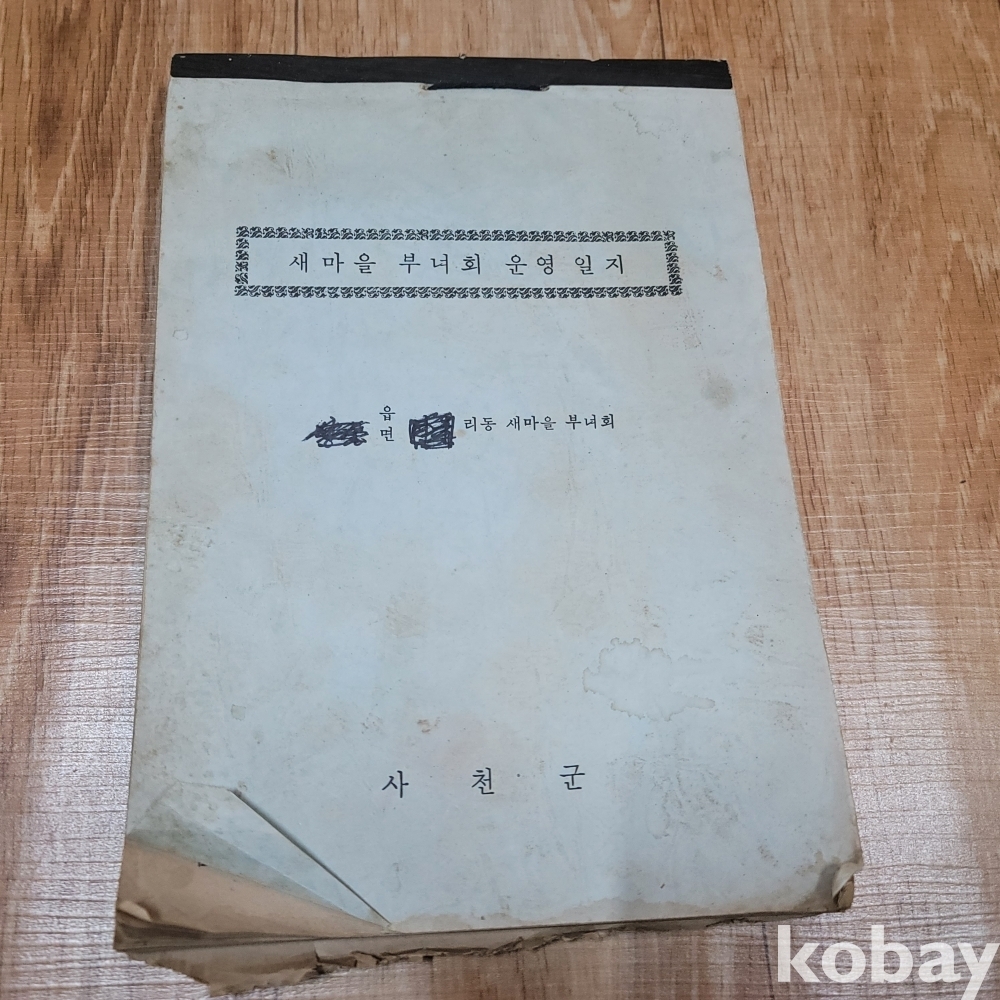 새마을 부녀회 운영일지
읍
면
리동 새마을 부녀회
사천군
kobay